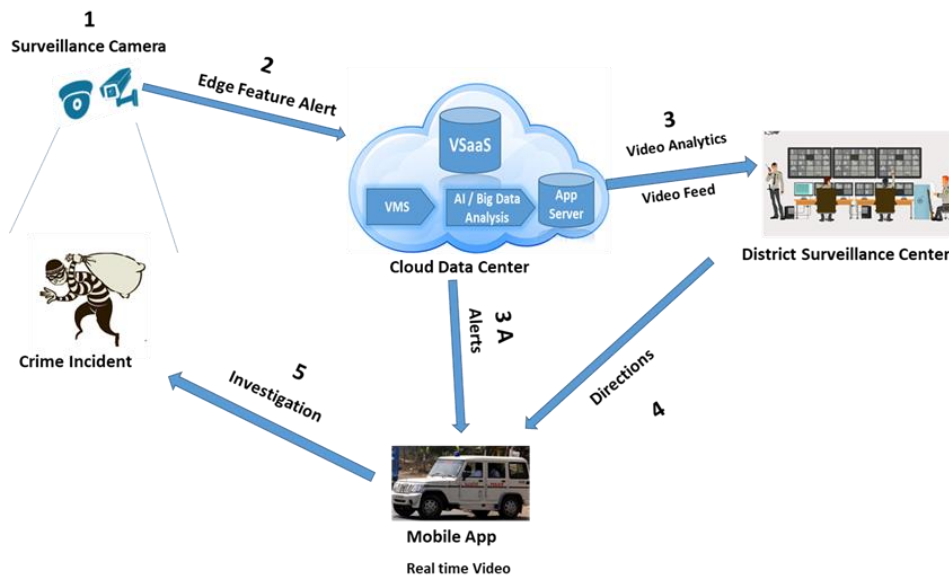 1
Surveillance Camera
2
Edge Feature Alert
VSaaS
VMS
AI / Big Data
Analysis
App
Server
Cloud Data Center
3
Video Analytics
Video Feed
District Surveillance Center
3 A
Alerts
Directions
4
5
Investigation
Crime Incident
Mobile App
Real time Video